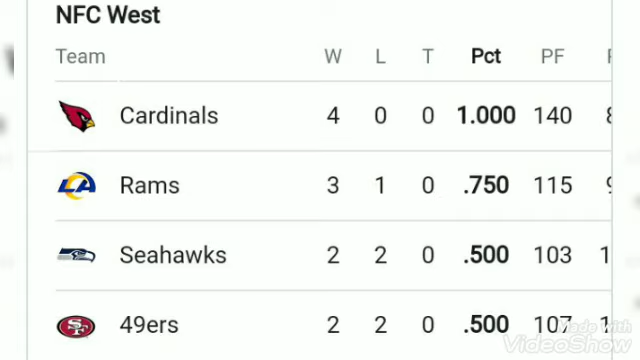 NFC West
Team W L T Pct PF
Cardinals 4 0 0 1.000 140
Rams 3 1 0 .750 115
Seahawks 2 2 0 .500 103
49ers 2 2 0 .500 107
Made with
VideoShow